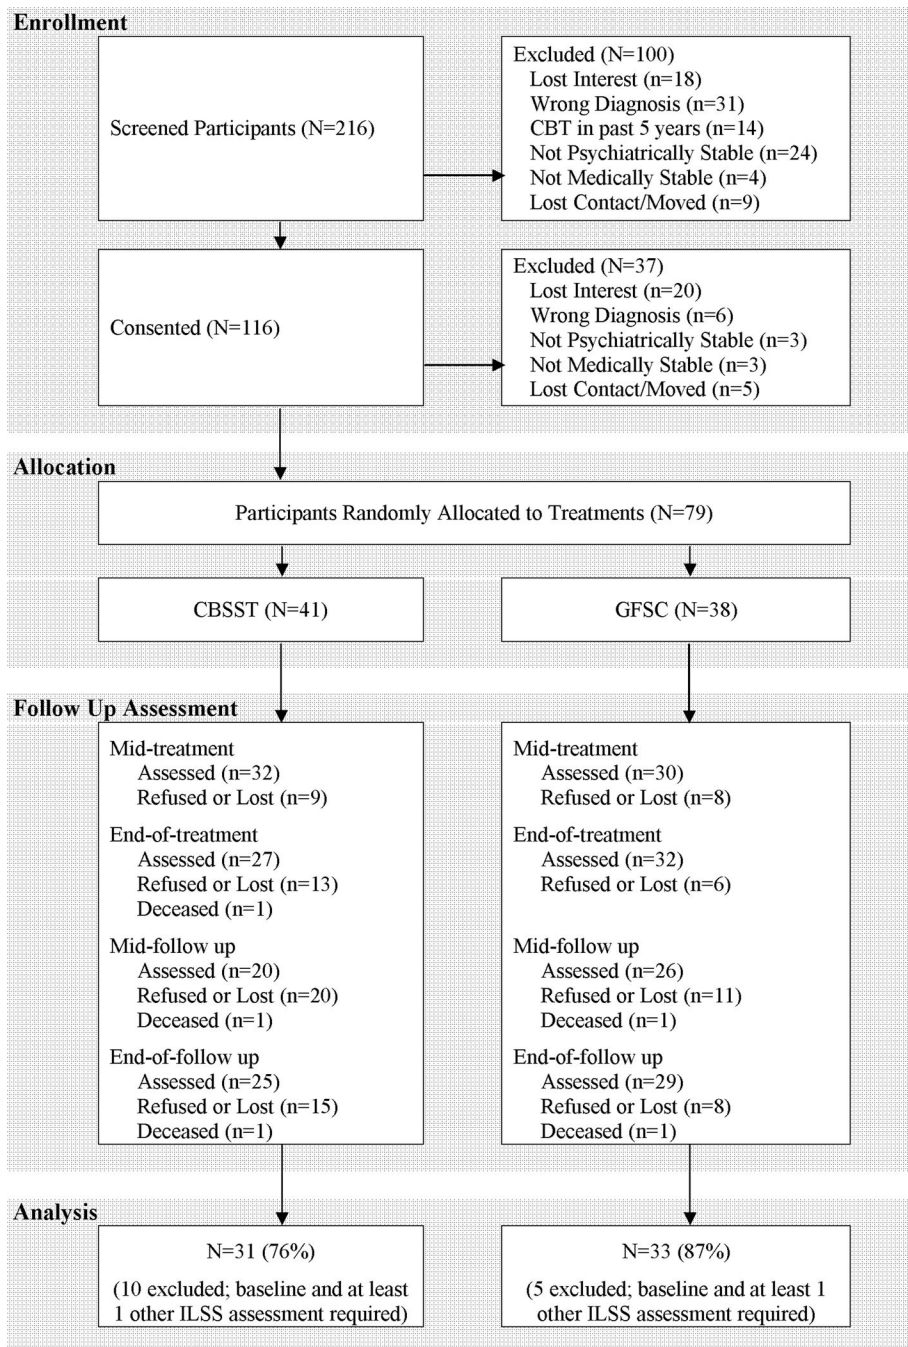 Enrollment
Screened Participants (N=216)
Excluded (N=100)
Lost Interest (n=18)
Wrong Diagnosis (n=31)
CBT in past 5 years (n=14)
Not Psychiatrically Stable (n=24)
Not Medically Stable (n=4)
Lost Contact/Moved (n=9)
Consented (N=116)
Excluded (N=37)
Lost Interest (n=20)
Wrong Diagnosis (n=6)
Not Psychiatrically Stable (n=3)
Not Medically Stable (n=3)
Lost Contact/Moved (n=5)
Allocation
Participants Randomly Allocated to Treatments (N=79)
CBSST (N=41)
GFSC (N=38)
Follow Up Assessment
Mid-treatment
Assessed (n=32)
Refused or Lost (n=9)
End-of-treatment
Assessed (n=27)
Refused or Lost (n=13)
Deceased (n=1)
Mid-follow up
Assessed (n=20)
Refused or Lost (n=20)
Deceased (n=1)
End-of-follow up
Assessed (n=25)
Refused or Lost (n=15)
Deceased (n=1)
Mid-treatment
Assessed (n=30)
Refused or Lost (n=8)
End-of-treatment
Assessed (n=32)
Refused or Lost (n=6)
Mid-follow up
Assessed (n=26)
Refused or Lost (n=11)
Deceased (n=1)
End-of-follow up
Assessed (n=29)
Refused or Lost (n=8)
Deceased (n=1)
Analysis
N=31 (76%)
(10 excluded; baseline and at least
1 other ILSS assessment required)
N=33 (87%)
(5 excluded; baseline and at least 1
other ILSS assessment required)